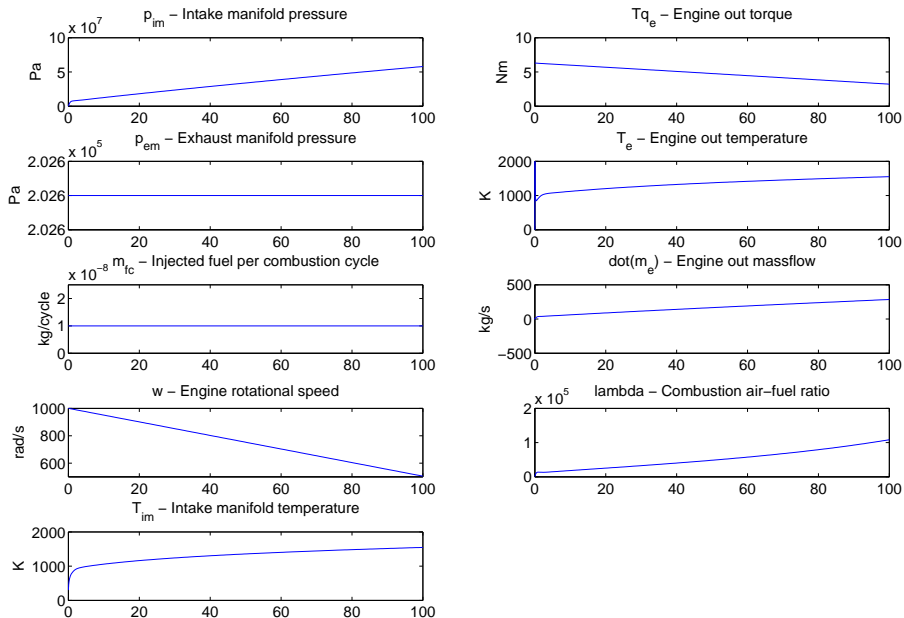 p_im − Intake manifold pressure
x 10^7
10
5
0
Pa
0 20 40 60 80 100
p_em − Exhaust manifold pressure
x 10^5
2.026
2.026
2.026
Pa
0 20 40 60 80 100
m_fc − Injected fuel per combustion cycle
x 10^−8
2
1
0
kg/cycle
0 20 40 60 80 100
w − Engine rotational speed
1000
800
600
rad/s
0 20 40 60 80 100
T_im − Intake manifold temperature
2000
1000
0
K
0 20 40 60 80 100
Tq_e − Engine out torque
10
5
0
Nm
0 20 40 60 80 100
T_e − Engine out temperature
2000
1000
0
K
0 20 40 60 80 100
dot(m_e) − Engine out massflow
500
0
−500
kg/s
0 20 40 60 80 100
lambda − Combustion air−fuel ratio
x 10^5
2
1
0
0 20 40 60 80 100